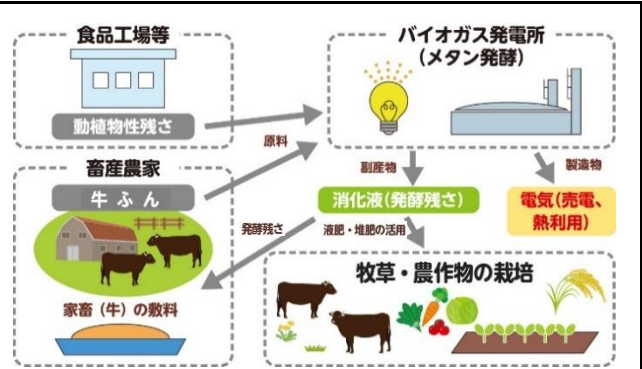 食品工場等
動植物性残さ
バイオガス発電所
(メタン発酵)
原料
畜産農家
牛ふん
副産物
製造物
消化液(発酵残さ)
電気(売電、
熱利用)
発酵残さ
液肥・堆肥の活用
家畜(牛)の敷料
牧草・農作物の栽培